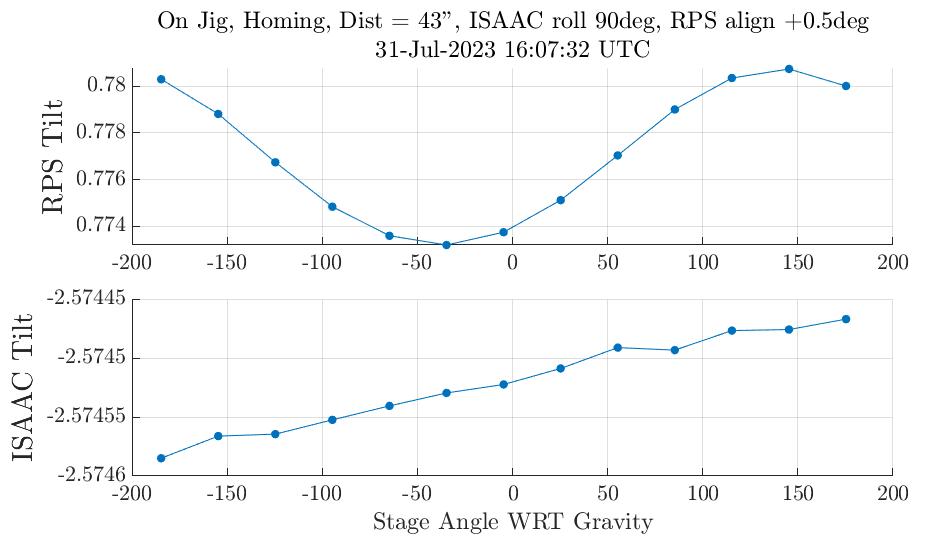 On Jig, Homing, Dist = 43", ISAAC roll 90deg, RPS align +0.5deg
31-Jul-2023 16:07:32 UTC
RPS Tilt
0.78
0.778
0.776
0.774
-200 -150 -100 -50 0 50 100 150 200
ISAAC Tilt
-2.57445
-2.5745
-2.57455
-2.5746
-200 -150 -100 -50 0 50 100 150 200
Stage Angle WRT Gravity